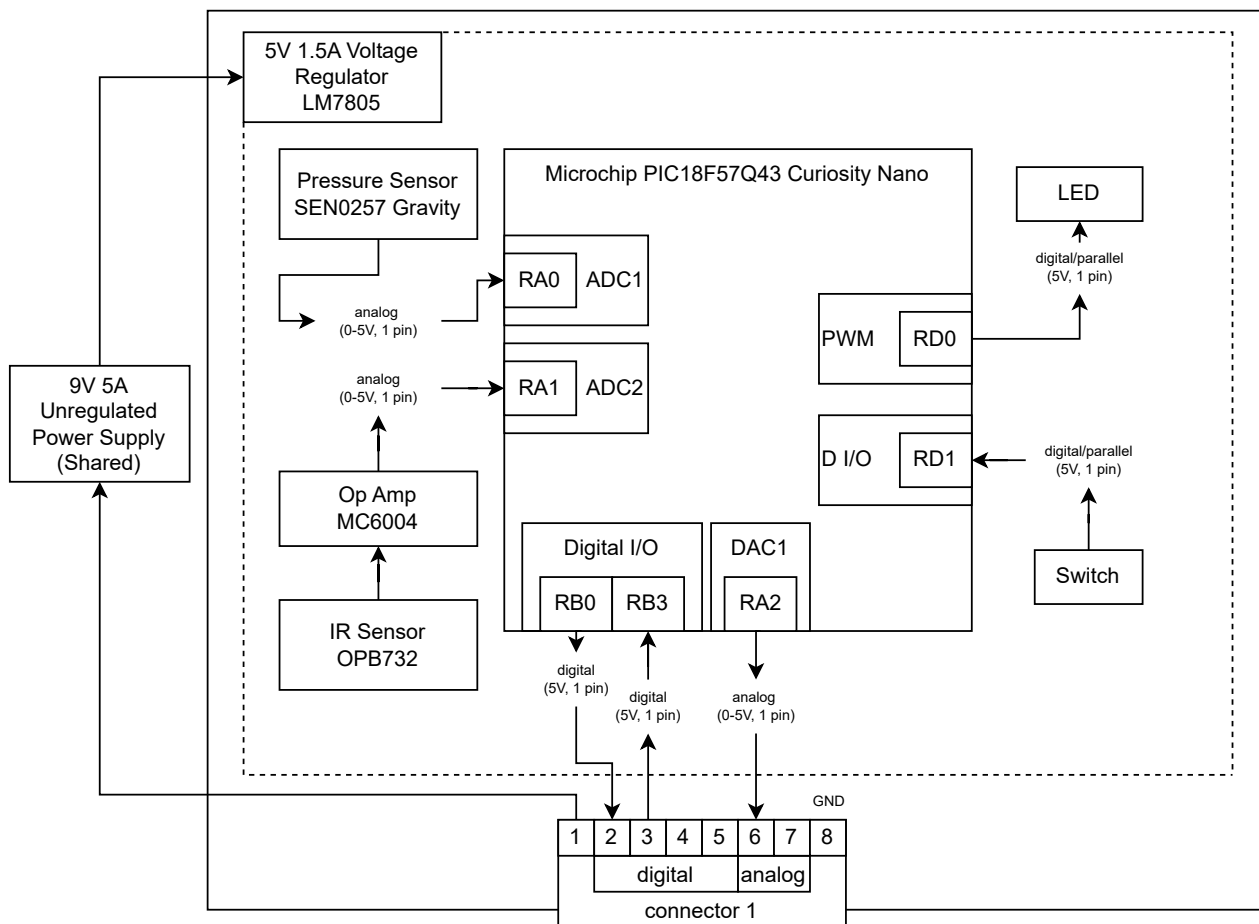 5V 1.5A Voltage
Regulator
LM7805
Pressure Sensor
SEN0257 Gravity
Microchip PIC18F57Q43 Curiosity Nano
LED
RA0
ADC1
digital/parallel
(5V, 1 pin)
analog
(0-5V, 1 pin)
PWM
RD0
9V 5A
Unregulated
Power Supply
(Shared)
analog
(0-5V, 1 pin)
RA1
ADC2
D I/O
RD1
digital/parallel
(5V, 1 pin)
Op Amp
MC6004
Digital I/O
DAC1
Switch
RB0
RB3
RA2
IR Sensor
OPB732
digital
(5V, 1 pin)
digital
(5V, 1 pin)
analog
(0-5V, 1 pin)
GND
1 2 3 4 5 6 7 8
digital
analog
connector 1